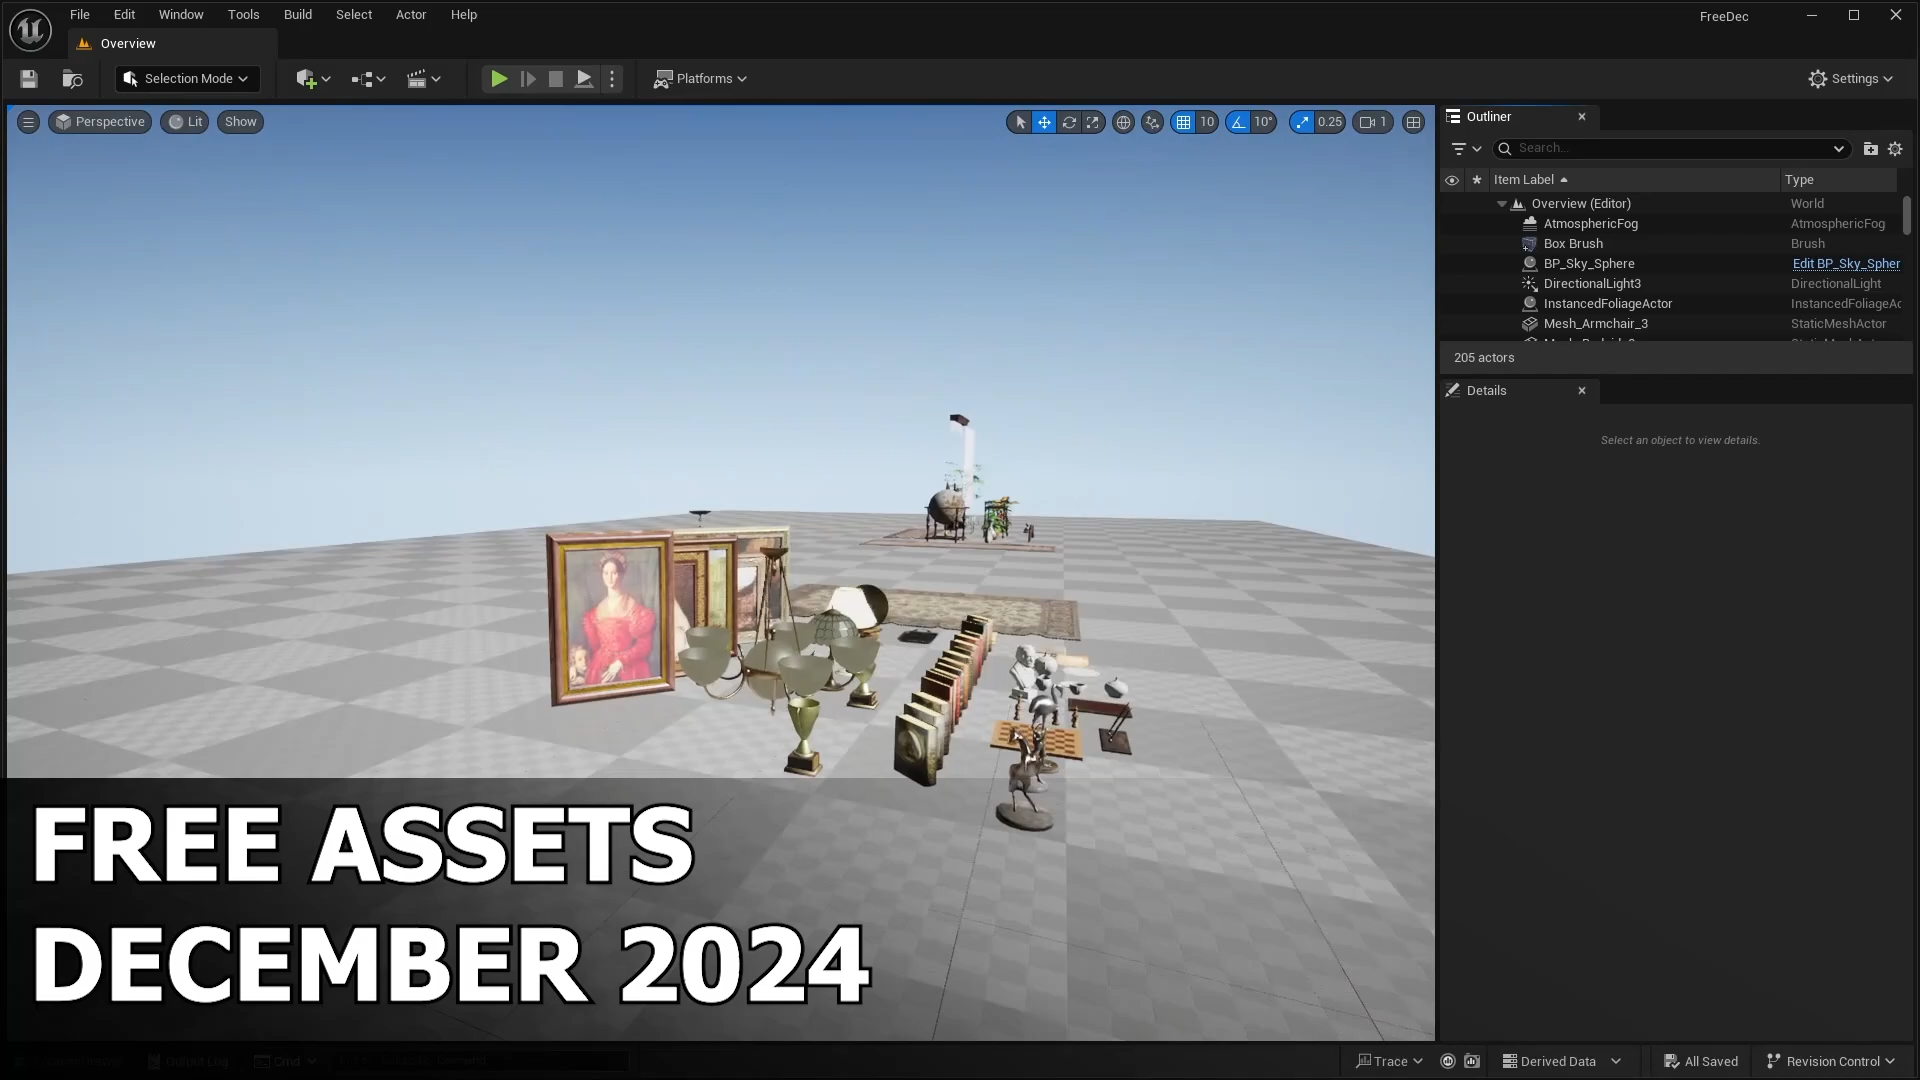 File Edit Window Tools Build Select Actor Help
FreeDec
Overview
Selection Mode
Platforms
Settings
Perspective Lit Show
10 10° 0.25 1
Outliner
Search...
Item Label Type
Overview (Editor) World
AtmosphericFog AtmosphericFog
Box Brush Brush
BP_Sky_Sphere Edit BP_Sky_Spher
DirectionalLight3 DirectionalLight
InstancedFoliageActor InstancedFoliageAc
Mesh_Armchair_3 StaticMeshActor
205 actors
Details
Select an object to view details.
FREE ASSETS
DECEMBER 2024
Output Log Cmd
Trace Derived Data All Saved Revision Control